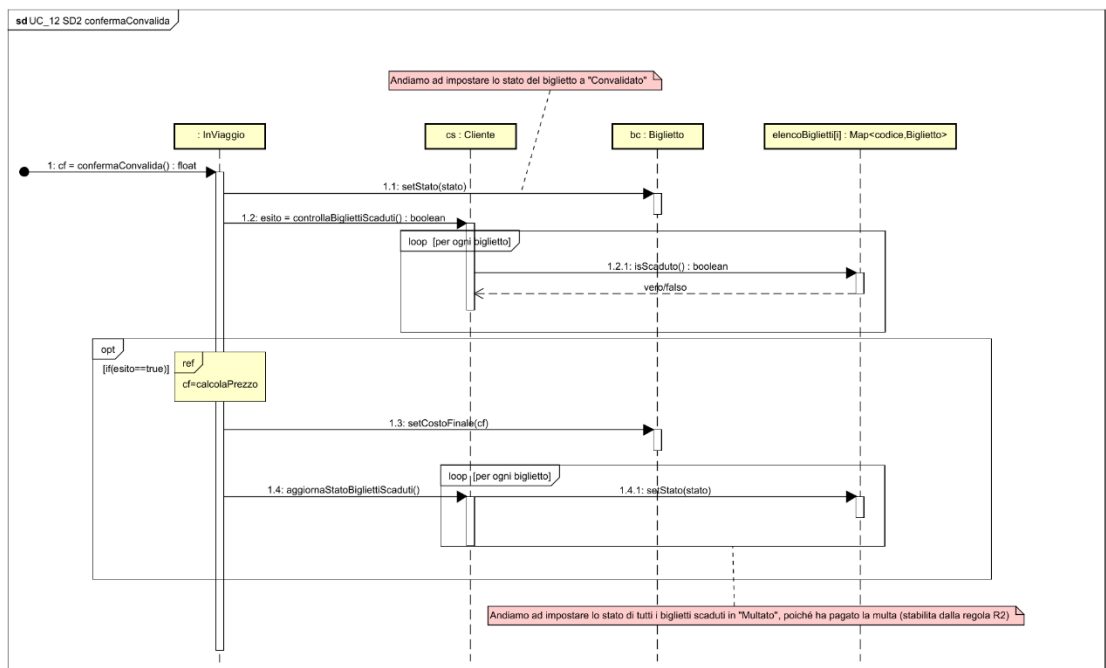 sd UC_12 SD2 confermaConvalida
Andiamo ad impostare lo stato del biglietto a "Convalidato"
: InViaggio
cs : Cliente
bc : Biglietto
elencoBiglietti[i] : Map<codice,Biglietto>
1: cf = confermaConvalida() : float
1.1: setStato(stato)
1.2: esito = controllaBigliettiScaduti() : boolean
loop [per ogni biglietto]
1.2.1: isScaduto() : boolean
vero/falso
opt
[if(esito==true)]
ref
cf=calcolaPrezzo
1.3: setCostoFinale(cf)
loop [per ogni biglietto]
1.4: aggiornaStatoBigliettiScaduti()
1.4.1: setStato(stato)
Andiamo ad impostare lo stato di tutti i biglietti scaduti in "Multato", poiché ha pagato la multa (stabilita dalla regola R2)